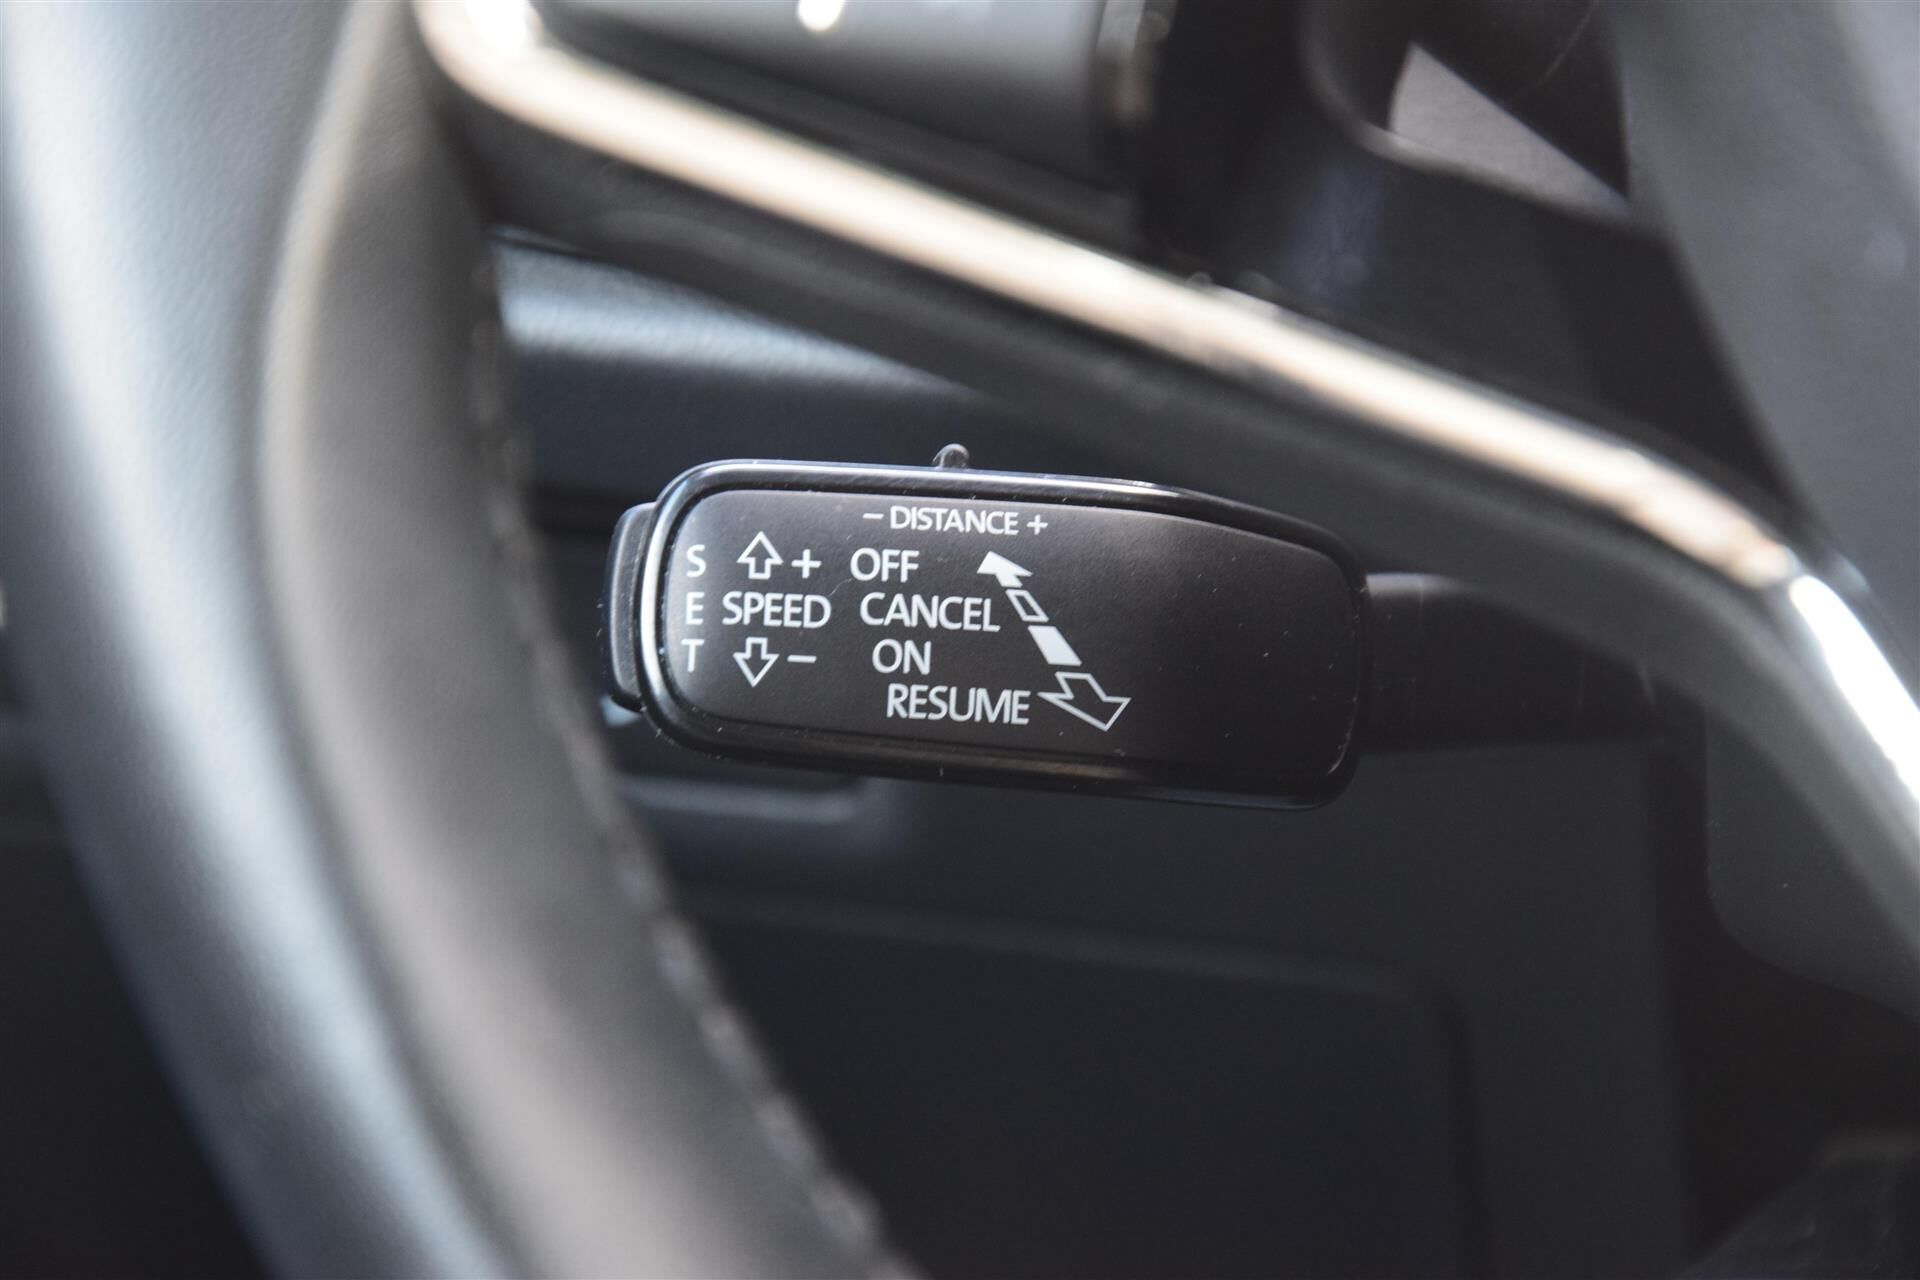 - DISTANCE +
S + OFF
E SPEED CANCEL
T - ON
RESUME